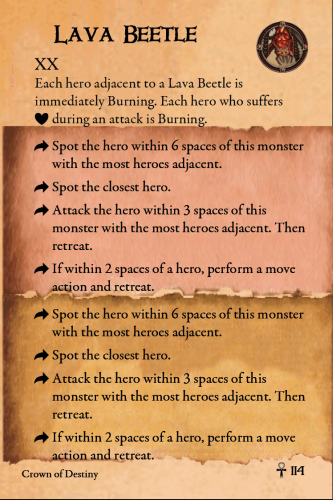 Lava Beetle
XX
Each hero adjacent to a Lava Beetle is
immediately Burning. Each hero who suffers
♥ during an attack is Burning.
Spot the hero within 6 spaces of this monster
with the most heroes adjacent.
Spot the closest hero.
Attack the hero within 3 spaces of this
monster with the most heroes adjacent. Then
retreat.
If within 2 spaces of a hero, perform a move
action and retreat.
Spot the hero within 6 spaces of this monster
with the most heroes adjacent.
Spot the closest hero.
Attack the hero within 3 spaces of this
monster with the most heroes adjacent. Then
retreat.
If within 2 spaces of a hero, perform a move
action and retreat.
Crown of Destiny
☥ 114